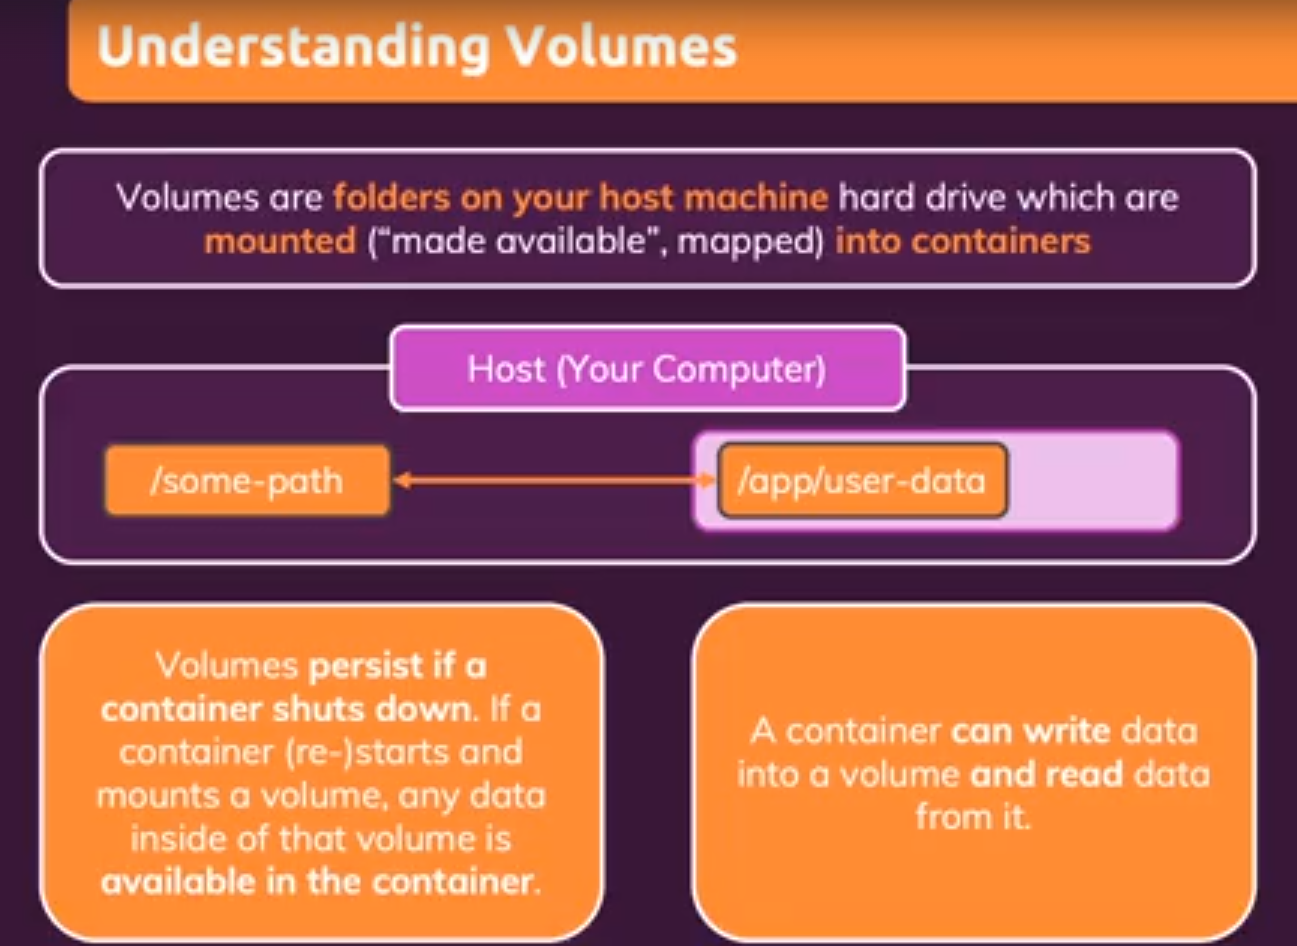 Understanding Volumes
Volumes are folders on your host machine hard drive which are
mounted (“made available”, mapped) into containers
Host (Your Computer)
/some-path
/app/user-data
Volumes persist if a
container shuts down. If a
container (re-)starts and
mounts a volume, any data
inside of that volume is
available in the container.
A container can write data
into a volume and read data
from it.